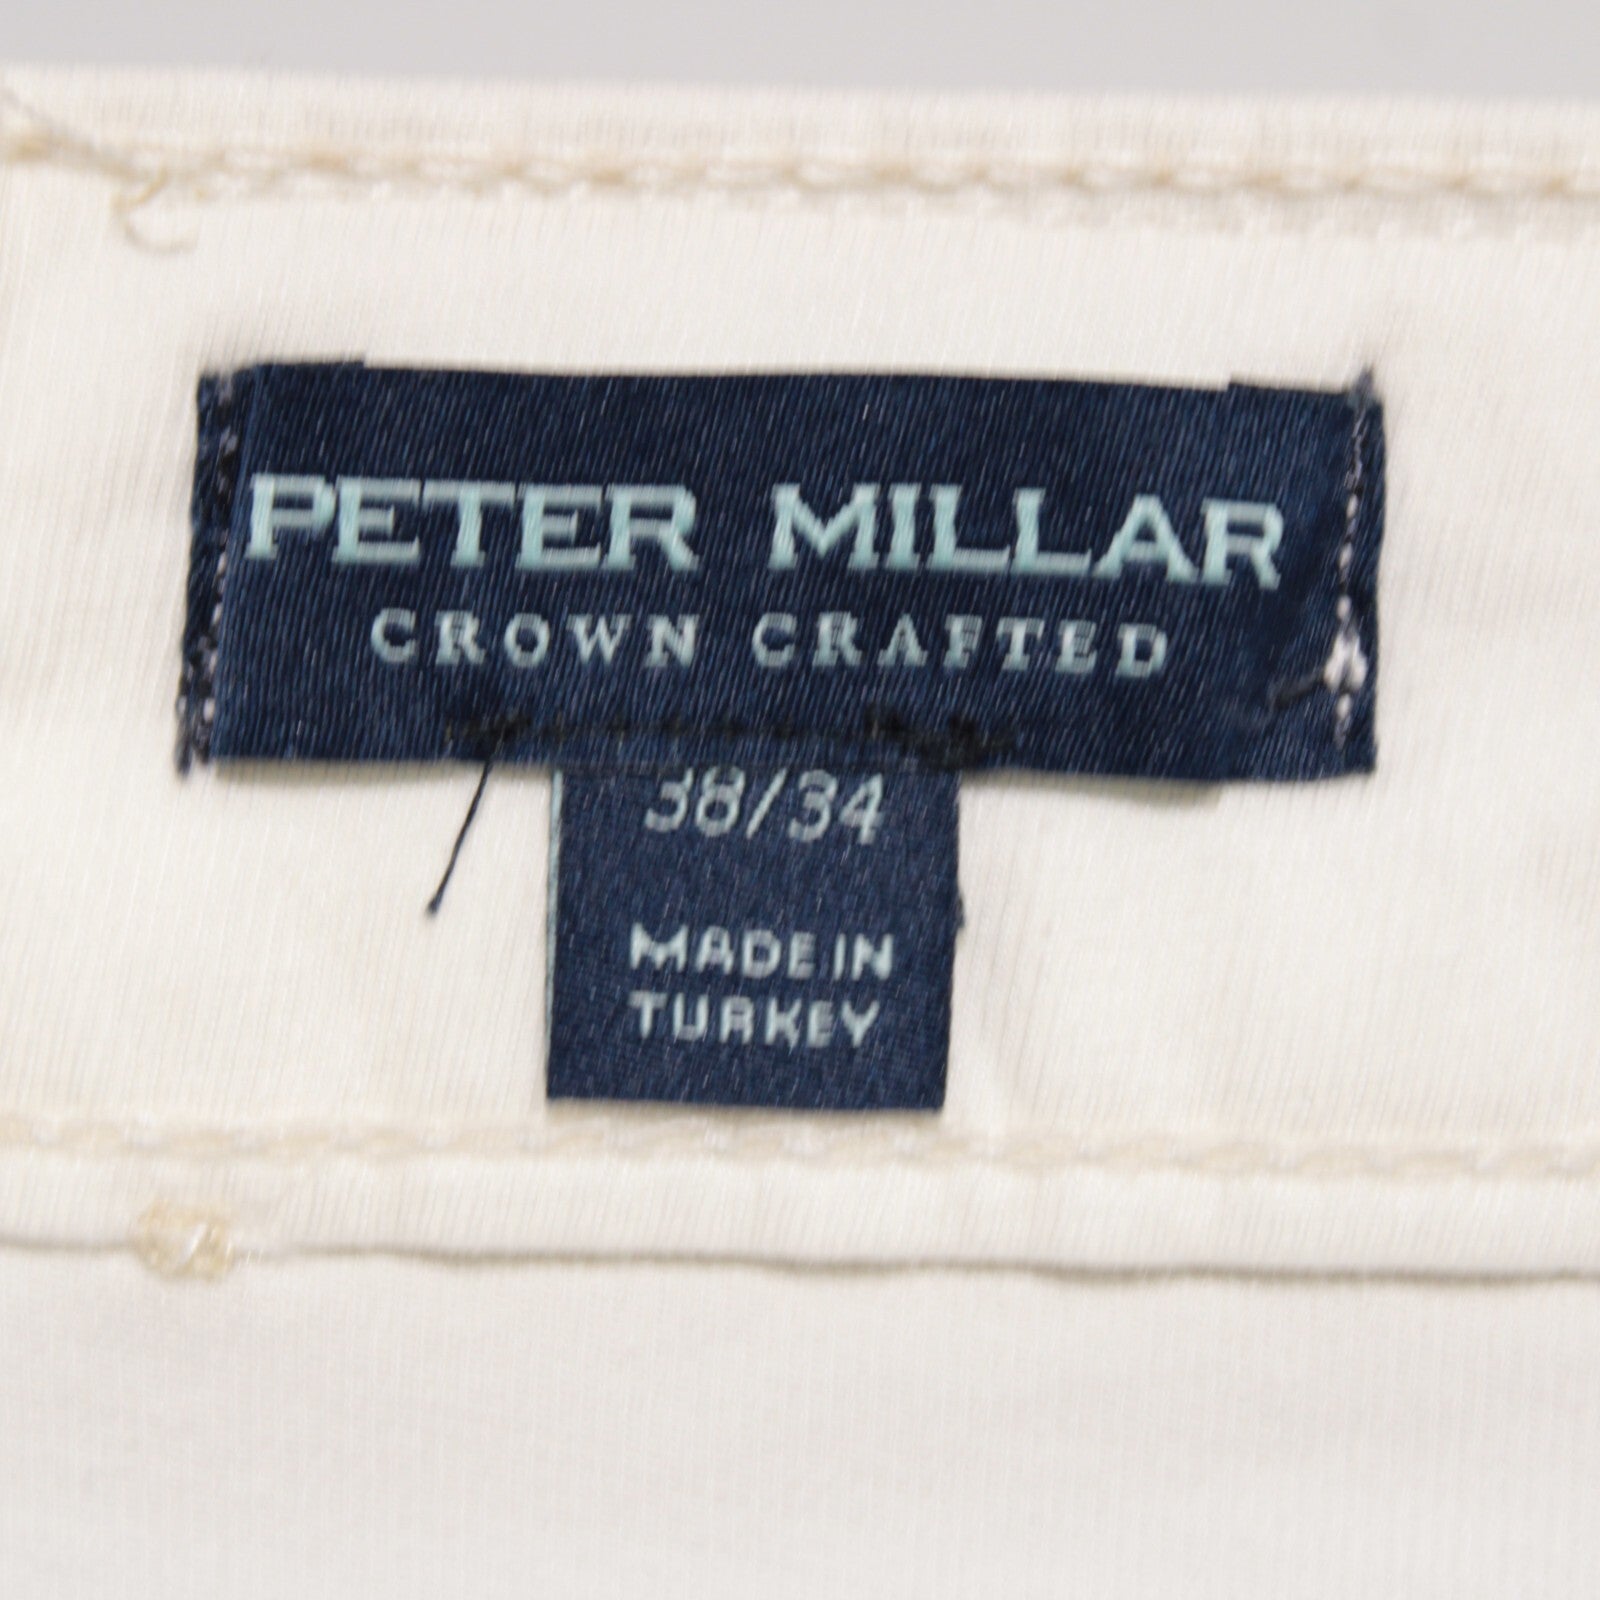 PETER MILLAR
CROWN CRAFTED
38/34
MADE IN
TURKEY